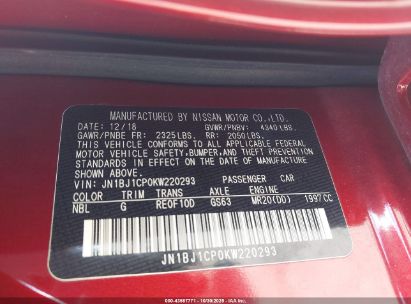 MANUFACTURED BY NISSAN MOTOR CO.,LTD.
DATE: 12/18 GVWR/PNBV: 4340 LBS.
GAWR/PNBE FR: 2325 LBS. RR: 2050 LBS.
THIS VEHICLE CONFORMS TO ALL APPLICABLE
FEDERAL MOTOR VEHICLE SAFETY, BUMPER, AND THEFT PREVENTION
STANDARDS IN EFFECT ON THE DATE OF MANUFACTURE
SHOWN ABOVE.
VIN: JN1BJ1CP0KW220293 PASSENGER CAR
COLOR TRIM TRANS AXLE ENGINE
NBL G RE0F10D GS63 MR20(DD) 1997 CC
JN1BJ1CP0KW220293